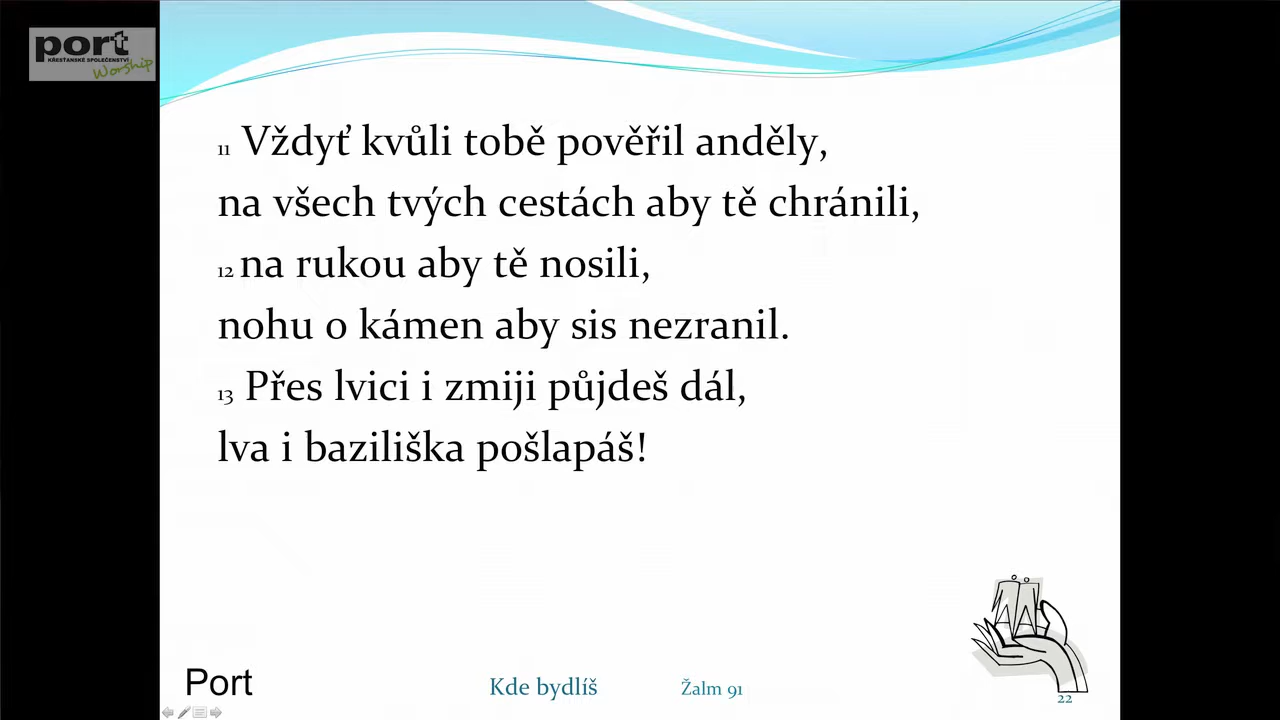 port
KŘESŤANSKÉ SPOLEČENSTVÍ
Worship
11 Vždyť kvůli tobě pověřil anděly,
na všech tvých cestách aby tě chránili,
12 na rukou aby tě nosili,
nohu o kámen aby sis nezranil.
13 Přes lvici i zmiji půjdeš dál,
lva i baziliška pošlapáš!
Port
Kde bydlíš
Žalm 91
22